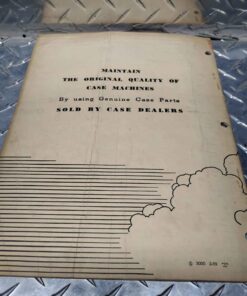 MAINTAIN
THE ORIGINAL QUALITY OF
CASE MACHINES
By using Genuine Case Parts
SOLD BY CASE DEALERS